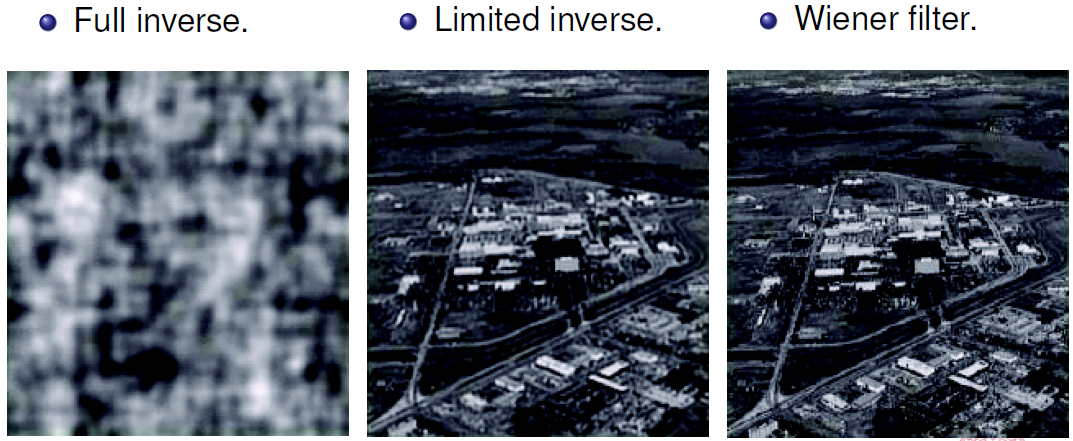 Full inverse.
Limited inverse.
Wiener filter.